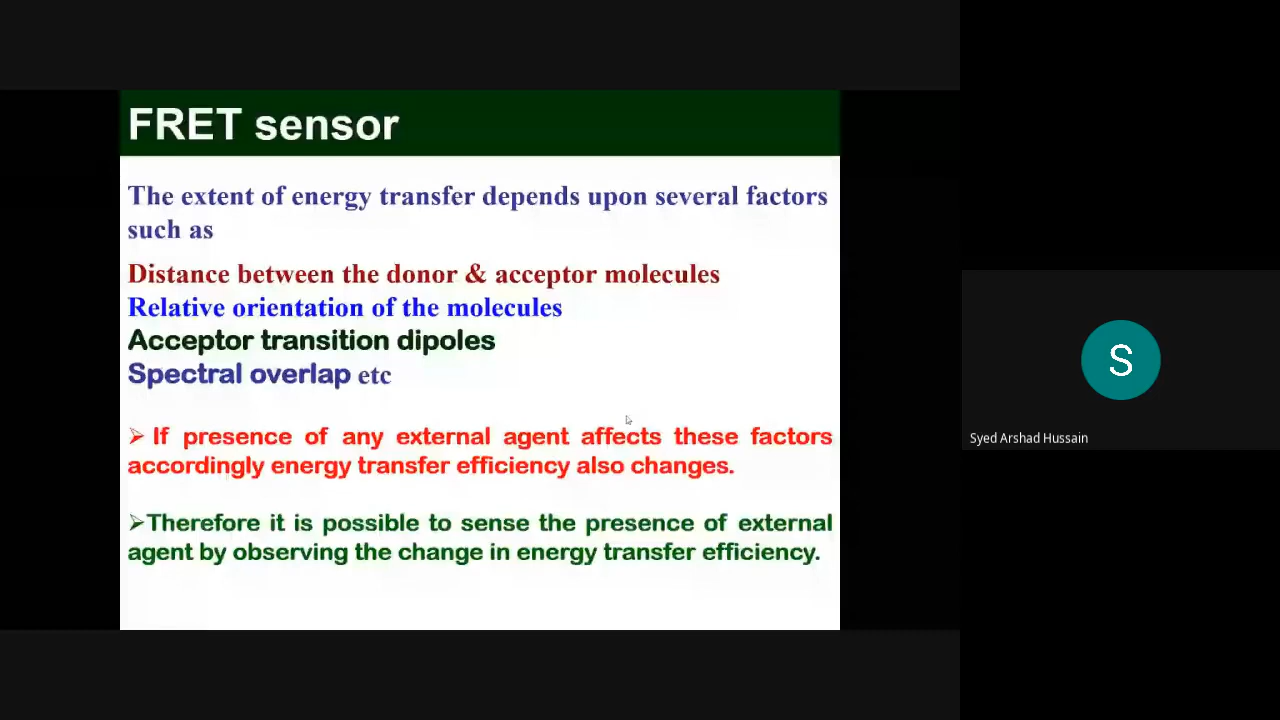 FRET sensor
The extent of energy transfer depends upon several factors
such as
Distance between the donor & acceptor molecules
Relative orientation of the molecules
Acceptor transition dipoles
Spectral overlap etc
➢ If presence of any external agent affects these factors
accordingly energy transfer efficiency also changes.
➢Therefore it is possible to sense the presence of external
agent by observing the change in energy transfer efficiency.
S
Syed Arshad Hussain